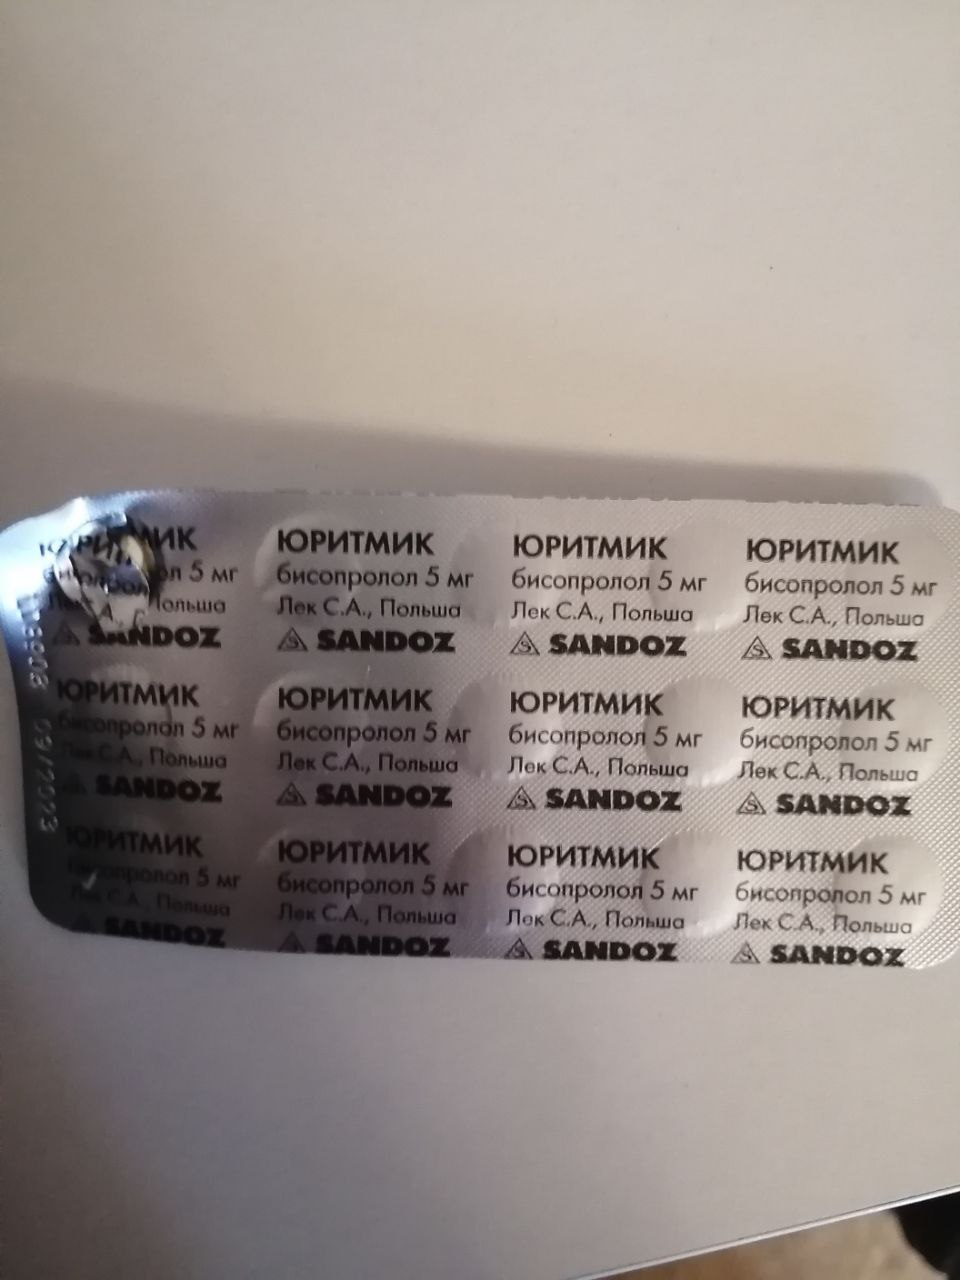 ЮРИТМИК ЮРИТМИК ЮРИТМИК
5 мг бисопролол 5 мг бисопролол 5 мг бисопролол 5 мг
Польша Лек С.А., Польша Лек С.А., Польша Лек С.А., Польша
SANDOZ SANDOZ SANDOZ SANDOZ
ЮРИТМИК ЮРИТМИК ЮРИТМИК ЮРИТМИК
бисопролол 5 мг бисопролол 5 мг бисопролол 5 мг бисопролол 5 мг
Лек С.А., Польша Лек С.А., Польша Лек С.А., Польша Лек С.А., Польша
SANDOZ SANDOZ SANDOZ SANDOZ
ЮРИТМИК ЮРИТМИК ЮРИТМИК ЮРИТМИК
бисопролол 5 мг бисопролол 5 мг бисопролол 5 мг бисопролол 5 мг
Лек С.А., Польша Лек С.А., Польша Лек С.А., Польша Лек С.А., Польша
SANDOZ SANDOZ SANDOZ SANDOZ
09/2023